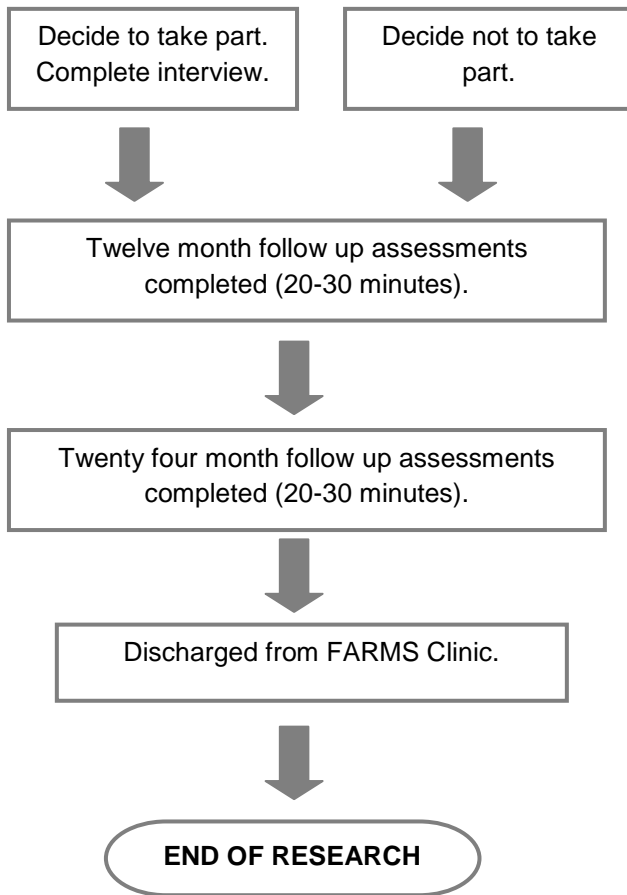 Decide to take part.
Complete interview.
Decide not to take
part.
Twelve month follow up assessments
completed (20-30 minutes).
Twenty four month follow up assessments
completed (20-30 minutes).
Discharged from FARMS Clinic.
END OF RESEARCH